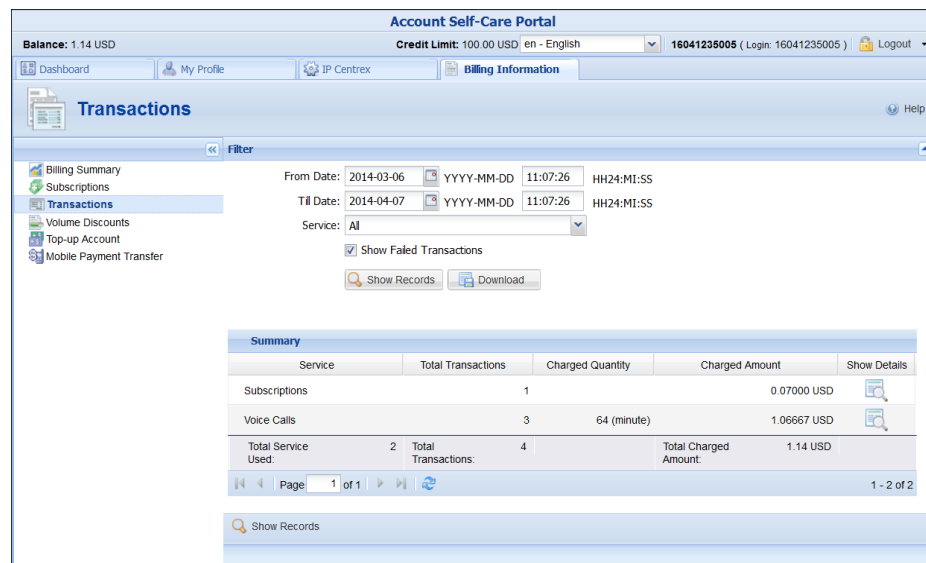 Account Self-Care Portal
Balance: 1.14 USD Credit Limit: 100.00 USD en - English 16041235005 ( Login: 16041235005 ) Logout
Dashboard My Profile IP Centrex Billing Information
Transactions Help
Filter
Billing Summary
Subscriptions
Transactions
Volume Discounts
Top-up Account
Mobile Payment Transfer
From Date: 2014-03-06 YYYY-MM-DD 11:07:26 HH24:MI:SS
Till Date: 2014-04-07 YYYY-MM-DD 11:07:26 HH24:MI:SS
Service: All
Show Failed Transactions
Show Records Download
Summary
Service Total Transactions Charged Quantity Charged Amount Show Details
Subscriptions 1 0.07000 USD
Voice Calls 3 64 (minute) 1.06667 USD
Total Service Used: 2 Total Transactions: 4 Total Charged Amount: 1.14 USD
Page 1 of 1 1 - 2 of 2
Show Records